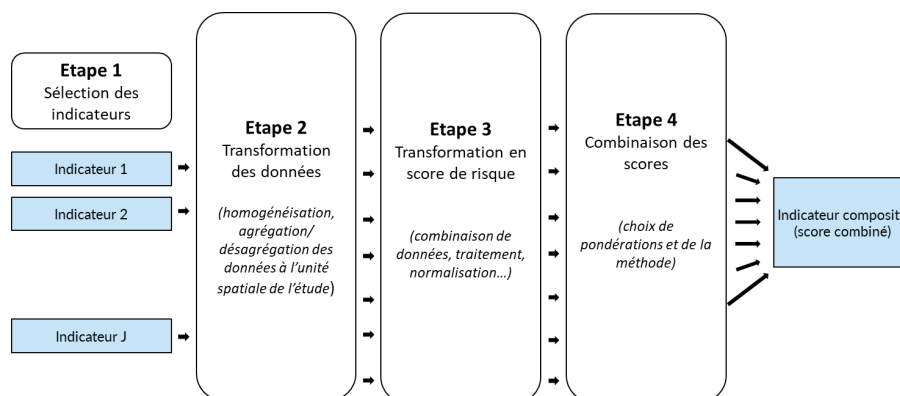 Etape 1
Sélection des
indicateurs
Indicateur 1
Indicateur 2
Indicateur J
Etape 2
Transformation
des données
(homogénéisation,
agrégation/
désagrégation des
données à l'unité
spatiale de l'étude)
Etape 3
Transformation en
score de risque
(combinaison de
données, traitement,
normalisation...)
Etape 4
Combinaison des
scores
(choix de
pondérations et de la
méthode)
Indicateur composit
(score combiné)